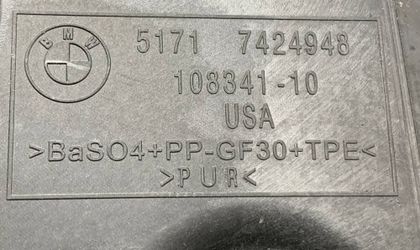 BMW
5171 7424948
108341-10
USA
>BaSO4+PP-GF30+TPE<
>PUR<